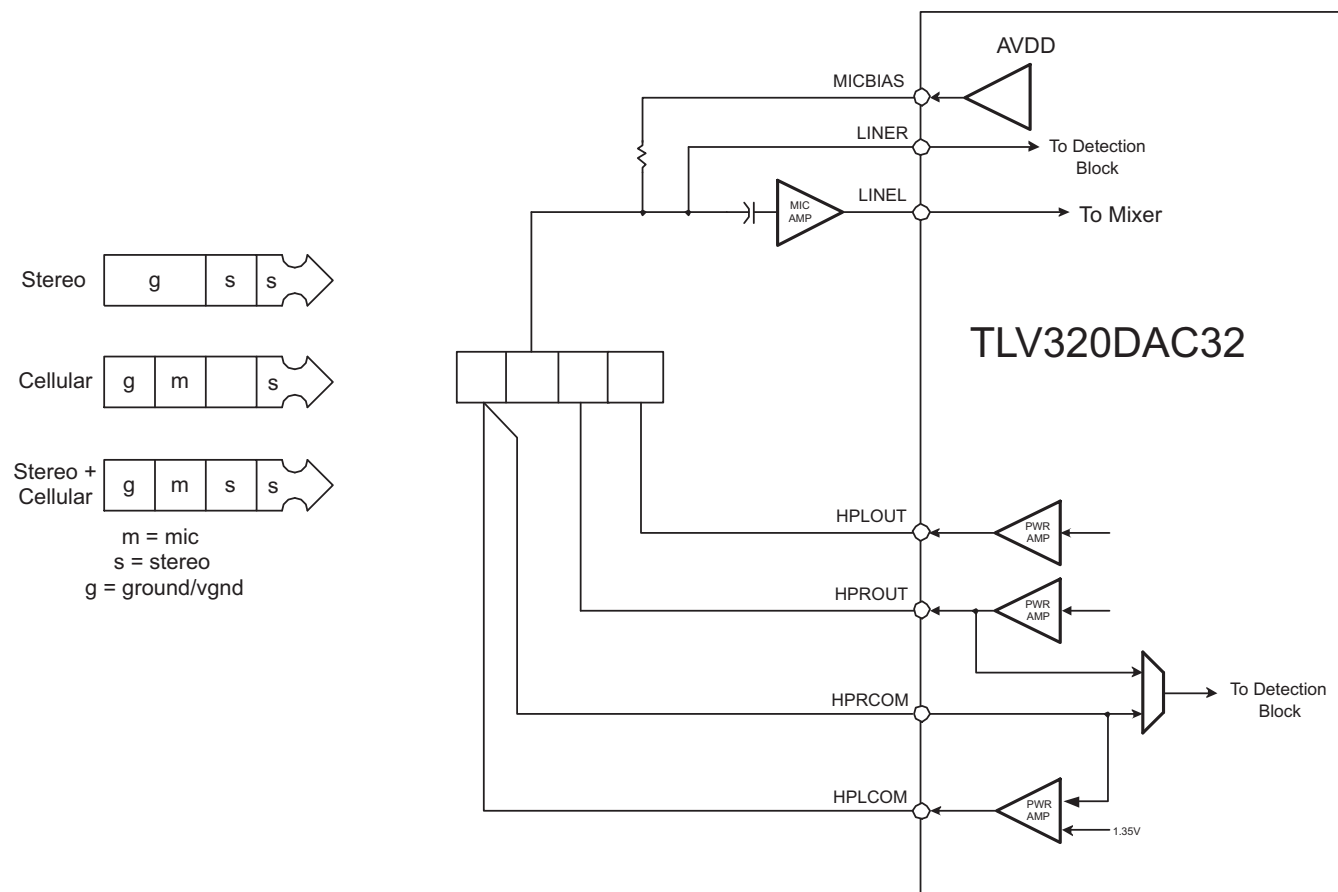 AVDD
MICBIAS
LINER
To Detection
Block
LINEL
MIC
AMP
To Mixer
Stereo
g
s
s
TLV320DAC32
Cellular
g
m
s
Stereo +
Cellular
g
m
s
s
m = mic
s = stereo
g = ground/vgnd
HPLOUT
PWR
AMP
HPROUT
PWR
AMP
HPRCOM
To Detection
Block
HPLCOM
PWR
AMP
1.35V